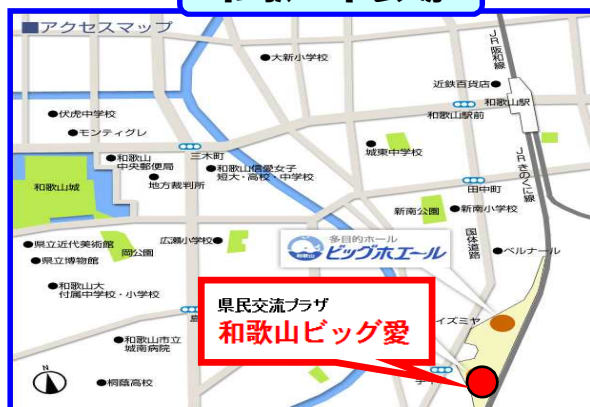 ■アクセスマップ
JR阪和線
●大新小学校
近鉄百貨店●
和歌山駅
和歌山駅前
●伏虎中学校
●モンティグレ
三木町
●城東中学校
●和歌山
中央郵便局
●地方裁判所
●和歌山信愛女子
短大・高校・中学校
JRきのくに線
和歌山城
田中町
新南公園
●新南小学校
国体道路
●県立近代美術館
●県立博物館
岡公園
広瀬小学校●
多目的ホール
ビッグホエール
和歌山
●ベルナール
●和歌山大
付属中学校・小学校
県民交流プラザ
和歌山ビッグ愛
イズミヤ
●和歌山市立
城南病院
N
●桐蔭高校